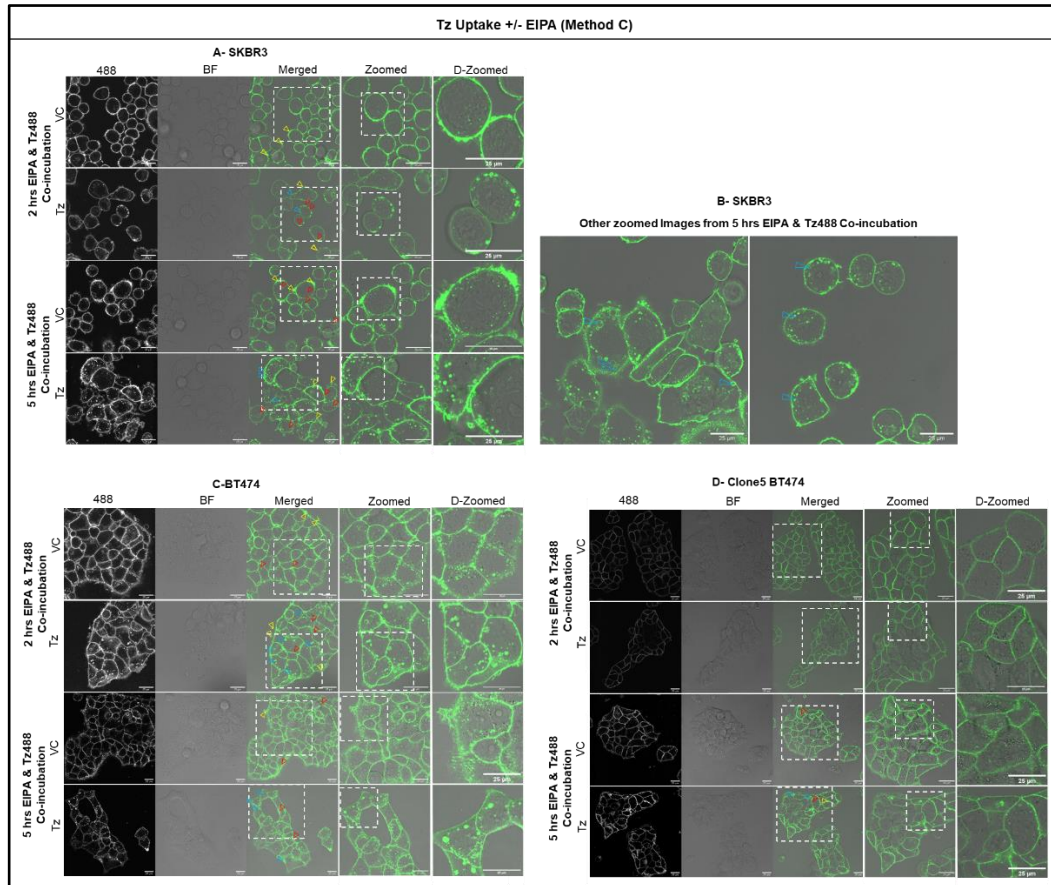 Tz Uptake +/- EIPA (Method C)
A- SKBR3
488 BF Merged Zoomed D-Zoomed
2 hrs EIPA & Tz488
Co-incubation
VC
25 µm
Tz
25 µm
5 hrs EIPA & Tz488
Co-incubation
VC
Tz
25 µm
B- SKBR3
Other zoomed Images from 5 hrs EIPA & Tz488 Co-incubation
25 µm
25 µm
C-BT474
488 BF Merged Zoomed D-Zoomed
2 hrs EIPA & Tz488
Co-incubation
VC
Tz
5 hrs EIPA & Tz488
Co-incubation
VC
25 µm
Tz
D- Clone5 BT474
488 BF Merged Zoomed D-Zoomed
2 hrs EIPA & Tz488
Co-incubation
VC
25 µm
Tz
5 hrs EIPA & Tz488
Co-incubation
VC
25 µm
Tz
25 µm